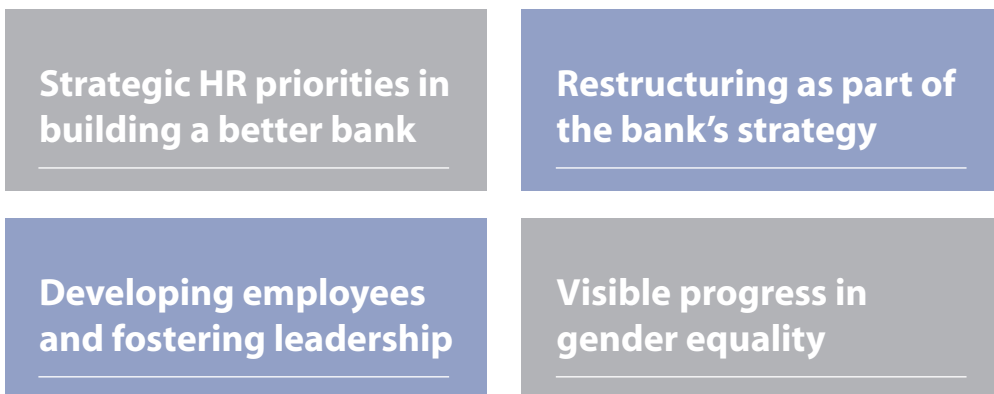 Strategic HR priorities in
building a better bank
Restructuring as part of
the bank’s strategy
Developing employees
and fostering leadership
Visible progress in
gender equality